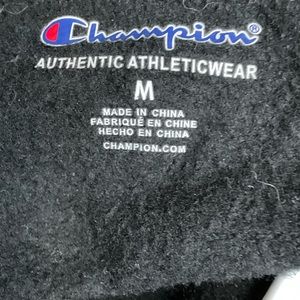 Champion®
AUTHENTIC ATHLETICWEAR
M
MADE IN CHINA
FABRIQUÉ EN CHINE
HECHO EN CHINA
CHAMPION.COM